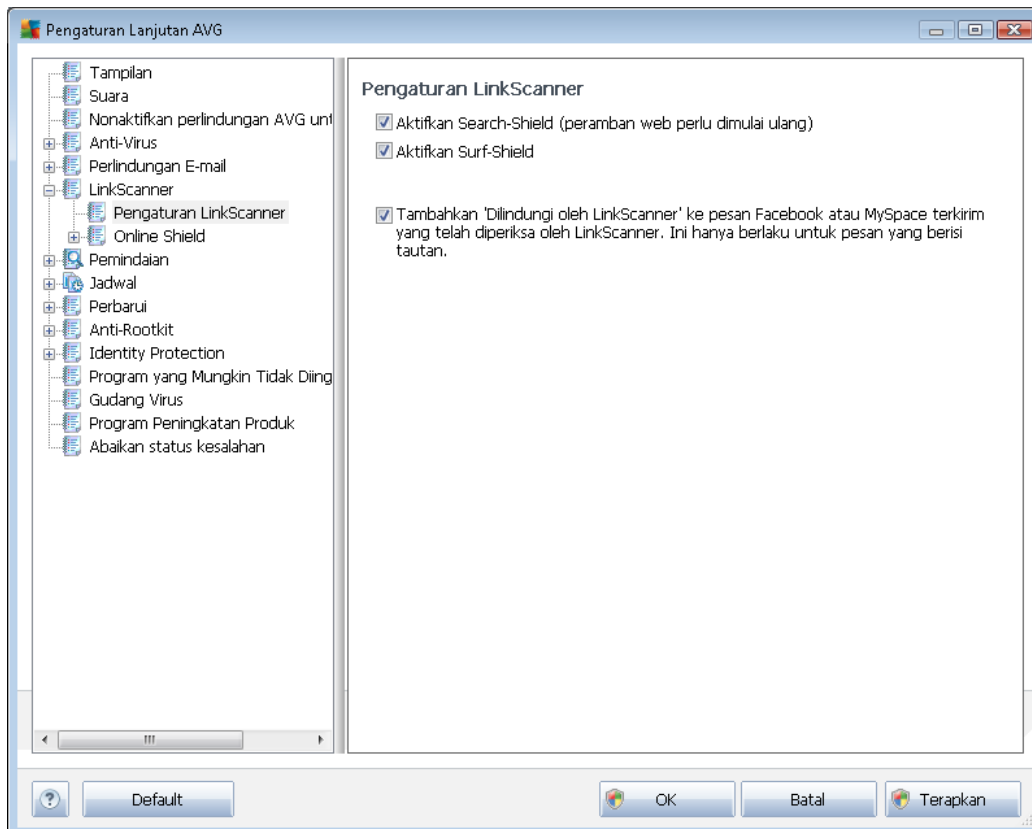 Pengaturan Lanjutan AVG
Tampilan
Suara
Nonaktifkan perlindungan AVG unt
Anti-Virus
Perlindungan E-mail
LinkScanner
Pengaturan LinkScanner
Online Shield
Pemindaian
Jadwal
Perbarui
Anti-Rootkit
Identity Protection
Program yang Mungkin Tidak Diing
Gudang Virus
Program Peningkatan Produk
Abaikan status kesalahan
Pengaturan LinkScanner
Aktifkan Search-Shield (peramban web perlu dimulai ulang)
Aktifkan Surf-Shield
Tambahkan 'Dilindungi oleh LinkScanner' ke pesan Facebook atau MySpace terkirim
yang telah diperiksa oleh LinkScanner. Ini hanya berlaku untuk pesan yang berisi
tautan.
?
Default
OK
Batal
Terapkan